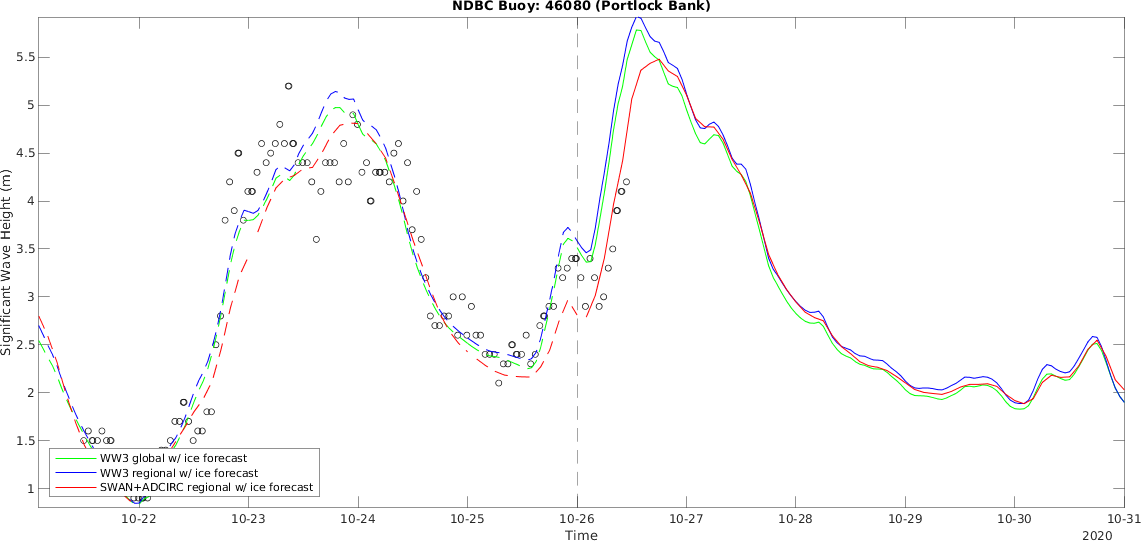 NDBC Buoy: 46080 (Portlock Bank)
5.5
5
4.5
4
3.5
3
2.5
2
1.5
1
Significant Wave Height (m)
WW3 global w/ ice forecast
WW3 regional w/ ice forecast
SWAN+ADCIRC regional w/ ice forecast
10-22 10-23 10-24 10-25 10-26 10-27 10-28 10-29 10-30 10-31
Time
2020